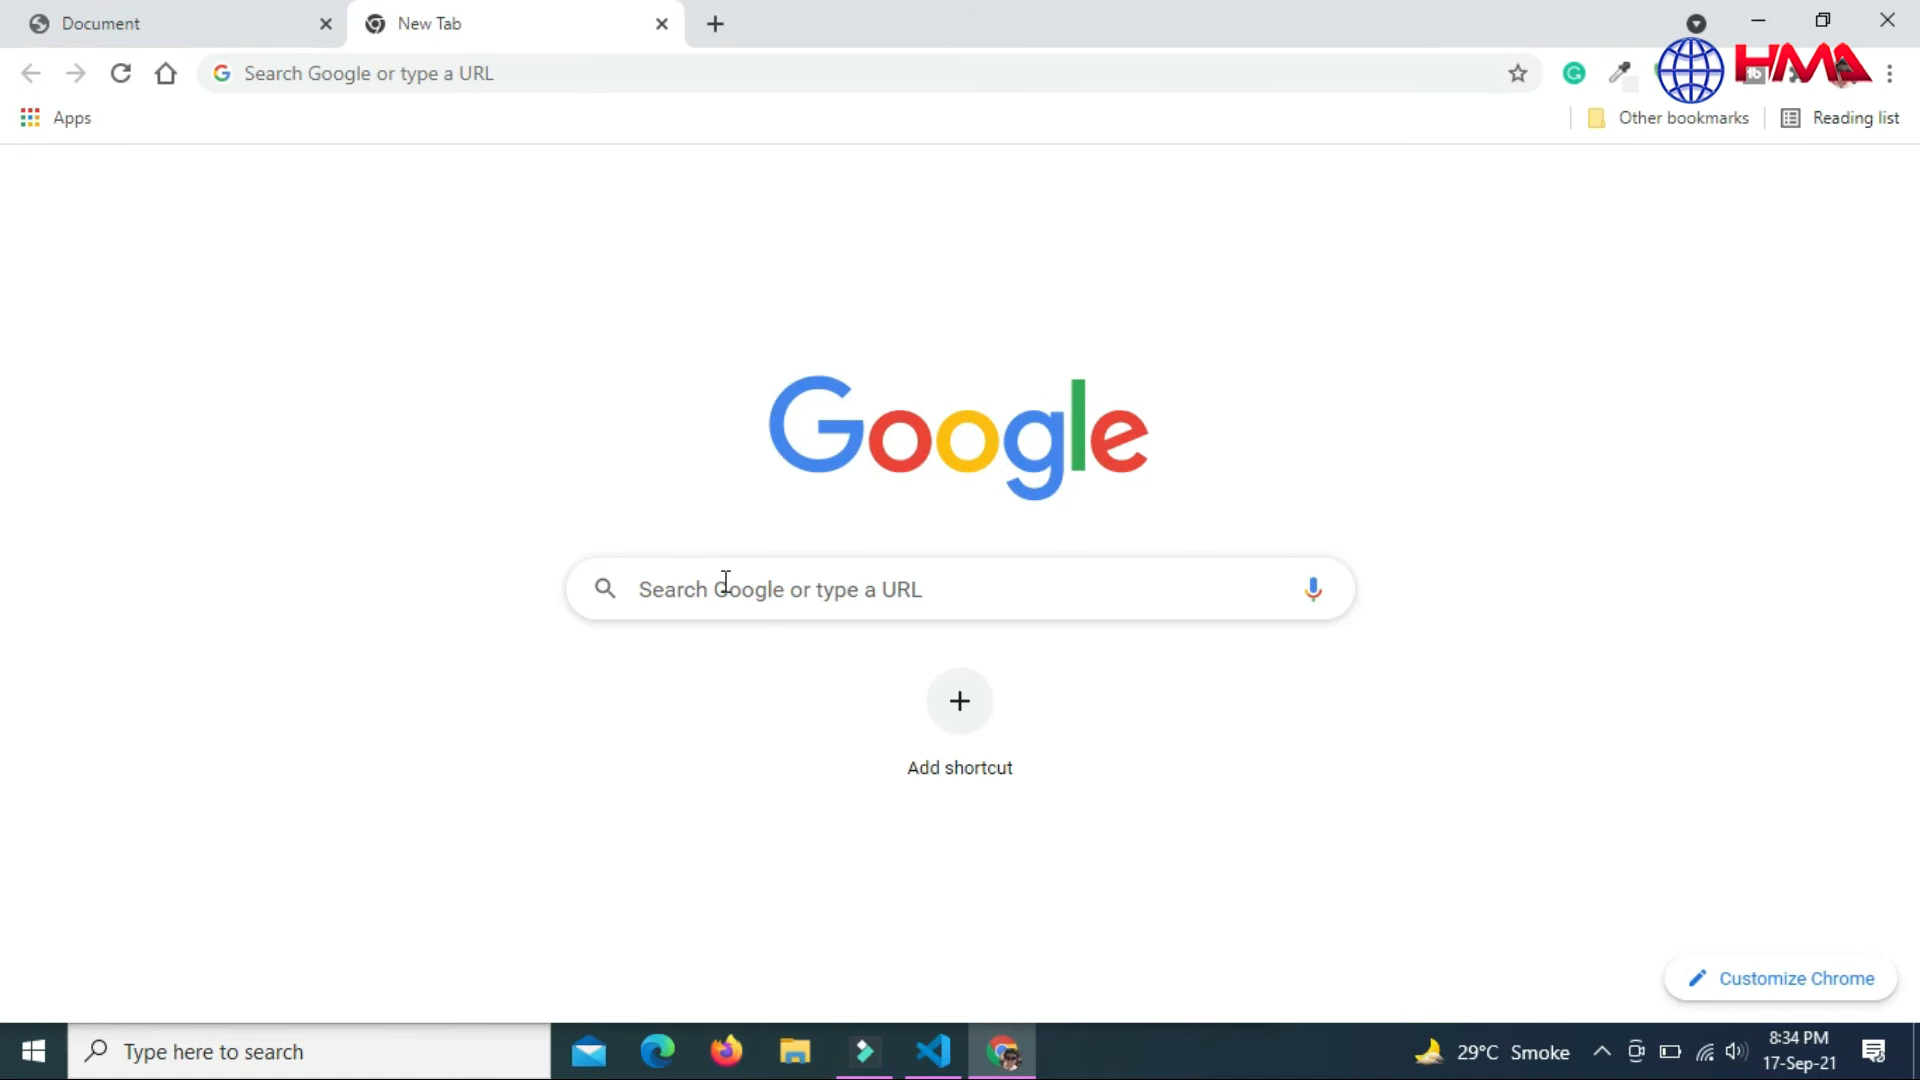 Document
New Tab
Search Google or type a URL
HMA
Apps
Other bookmarks
Reading list
Google
Search Google or type a URL
Add shortcut
Customize Chrome
Type here to search
29°C Smoke
8:34 PM
17-Sep-21